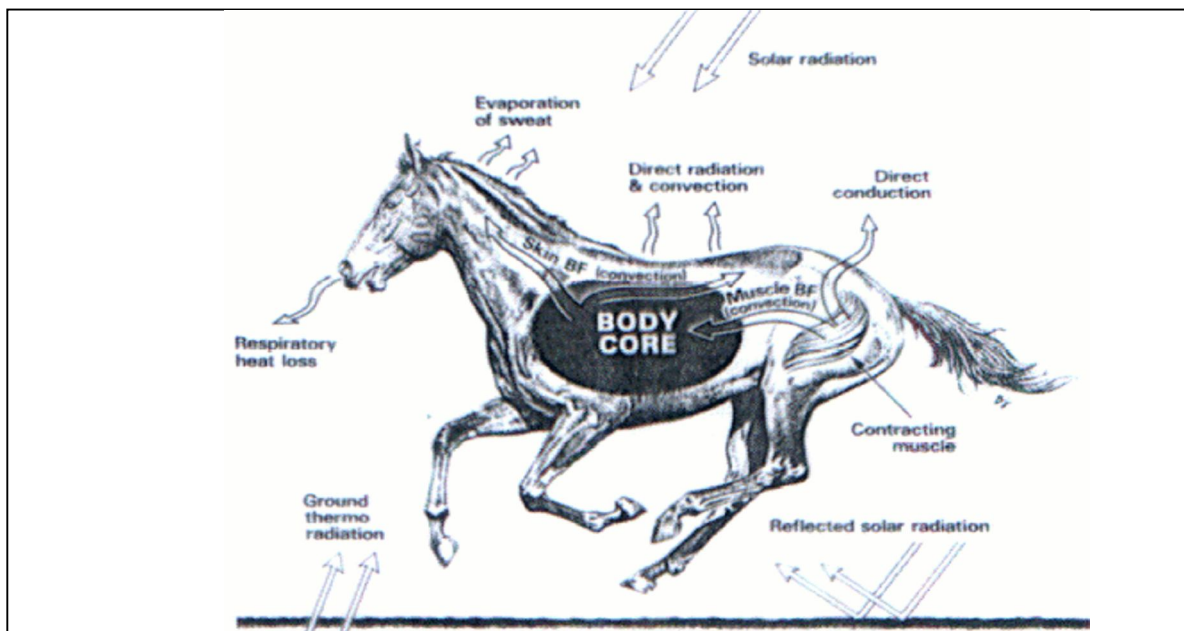 Solar radiation
Evaporation
of sweat
Direct radiation
& convection
Direct
conduction
Skin BF (convection)
Muscle BF
(convection)
BODY
CORE
Respiratory
heat loss
Contracting
muscle
Ground
thermo
radiation
Reflected solar radiation